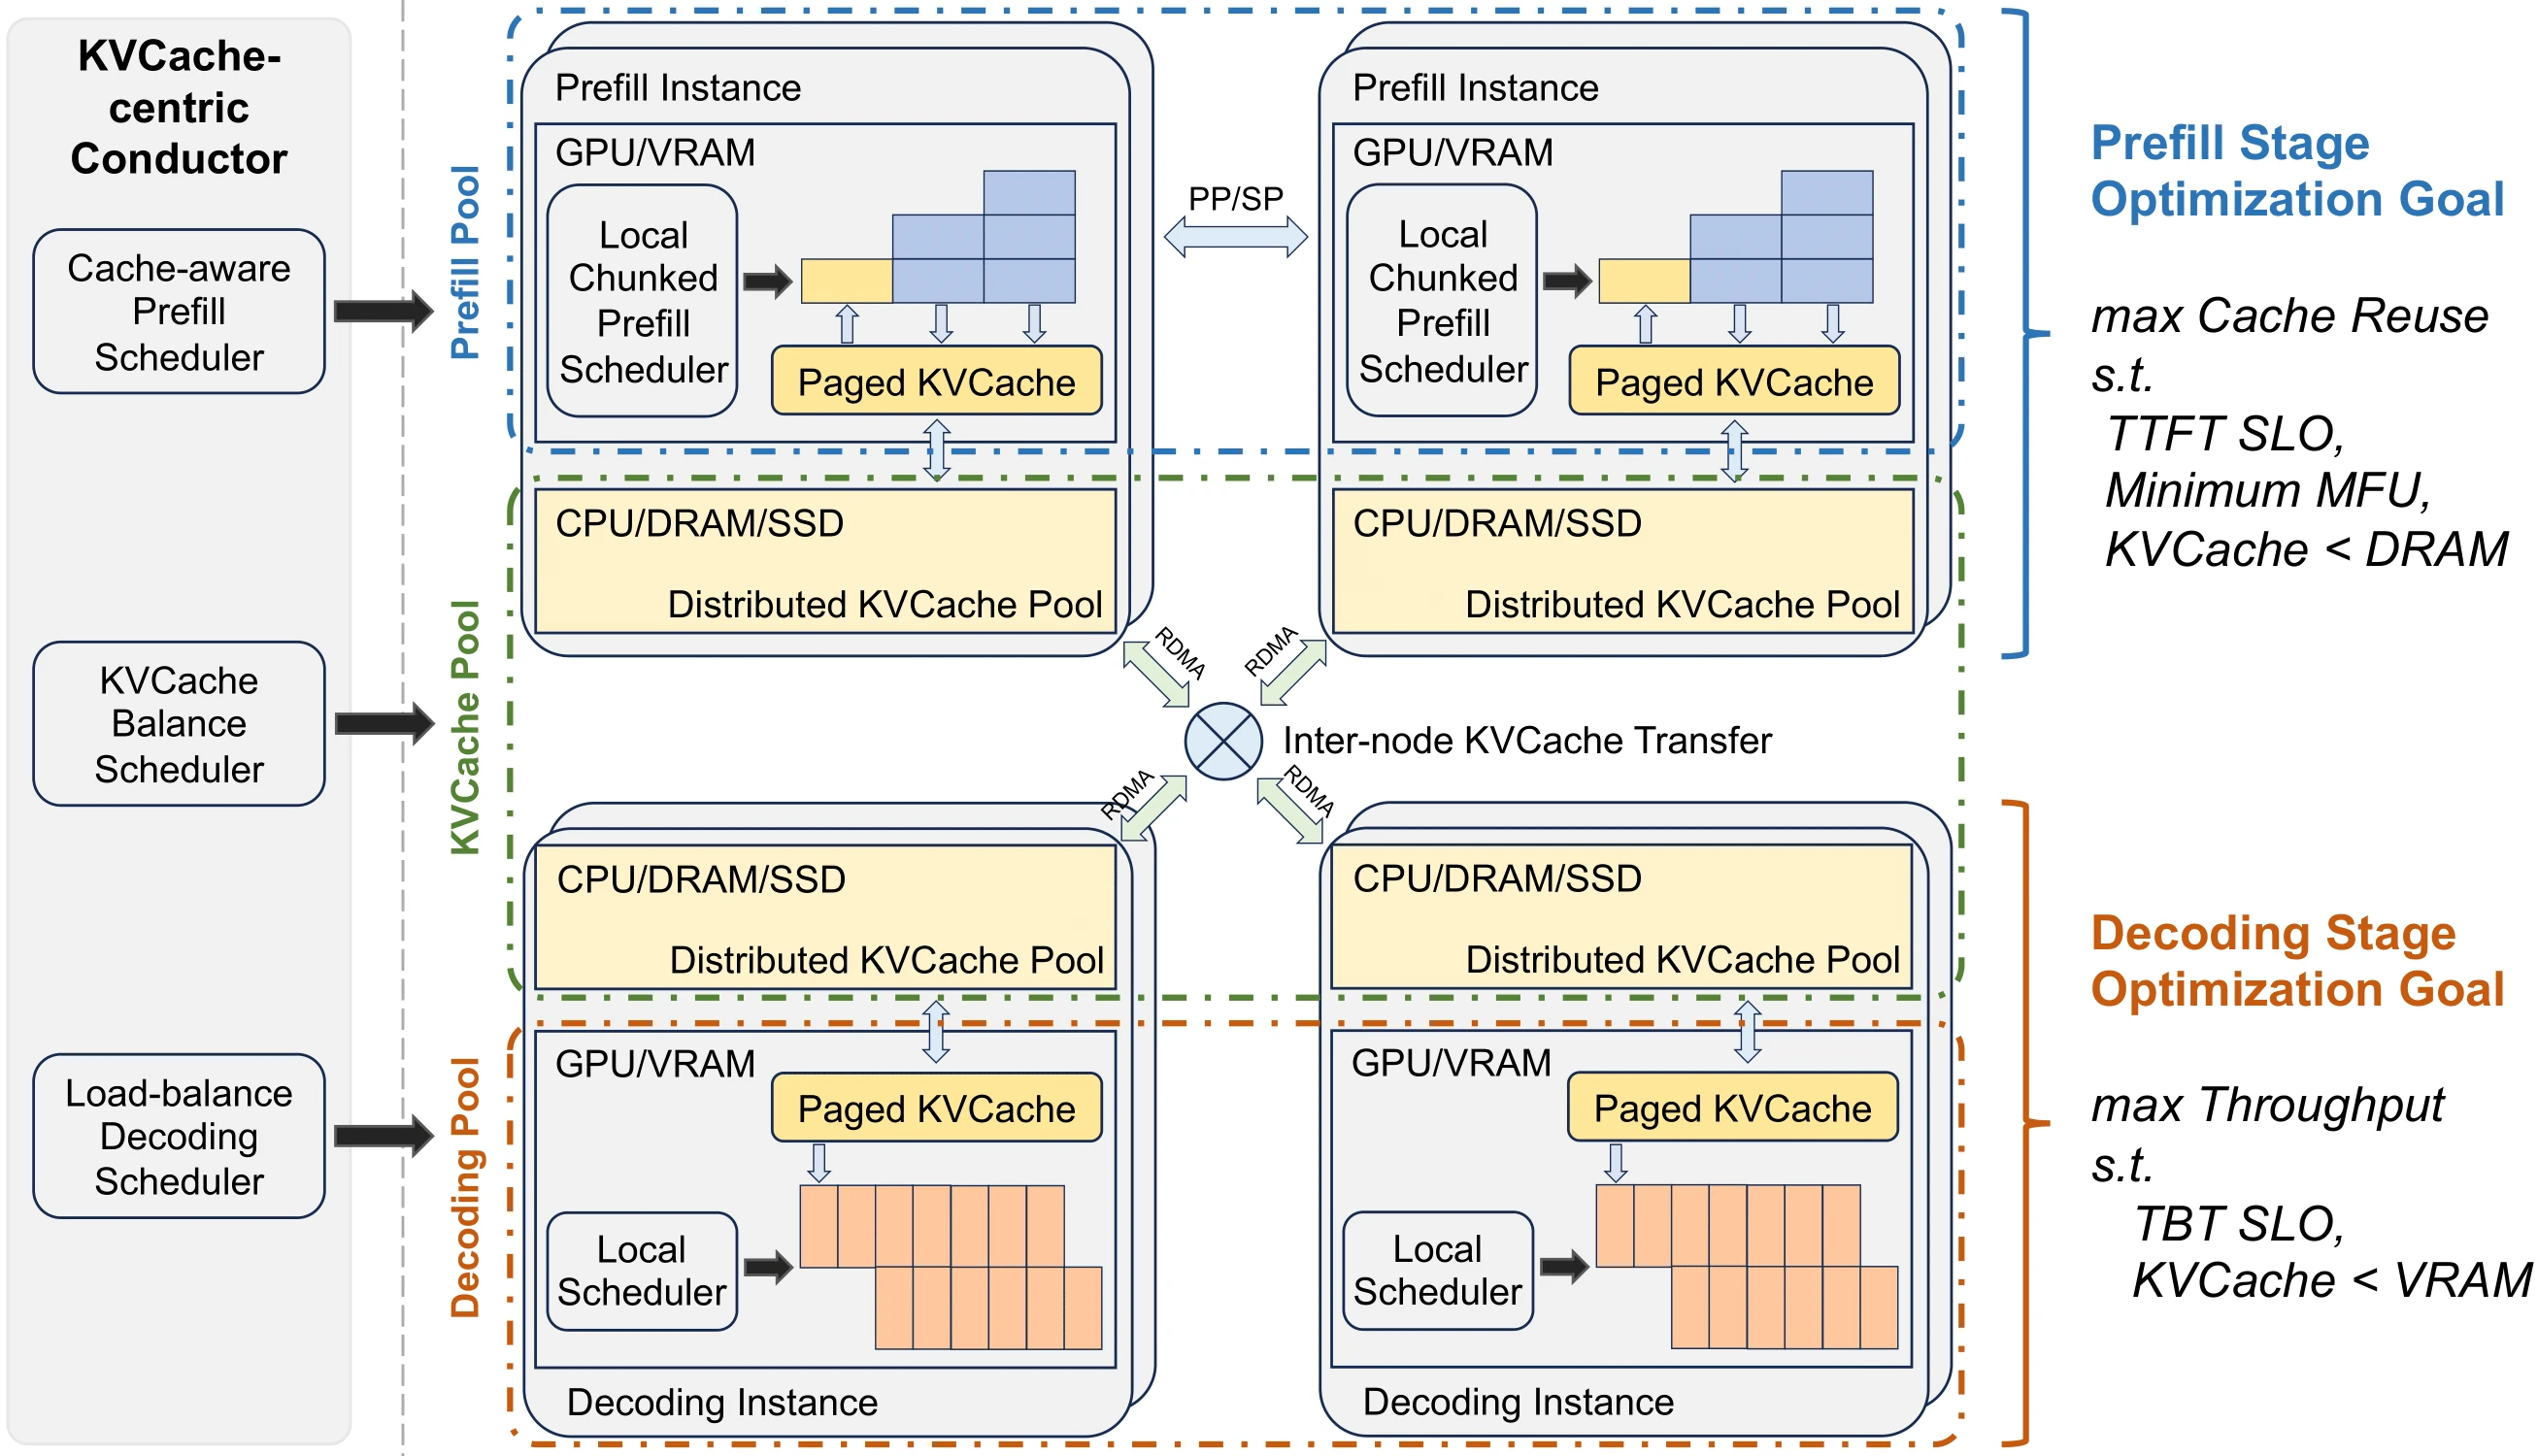 KVCache-
centric
Conductor
Cache-aware
Prefill
Scheduler
KVCache
Balance
Scheduler
Load-balance
Decoding
Scheduler
Prefill Pool
KVCache Pool
Decoding Pool
Prefill Instance
GPU/VRAM
Local
Chunked
Prefill
Scheduler
Paged KVCache
CPU/DRAM/SSD
Distributed KVCache Pool
PP/SP
Prefill Instance
GPU/VRAM
Local
Chunked
Prefill
Scheduler
Paged KVCache
CPU/DRAM/SSD
Distributed KVCache Pool
RDMA
RDMA
Inter-node KVCache Transfer
RDMA
RDMA
CPU/DRAM/SSD
Distributed KVCache Pool
GPU/VRAM
Paged KVCache
Local
Scheduler
Decoding Instance
CPU/DRAM/SSD
Distributed KVCache Pool
GPU/VRAM
Paged KVCache
Local
Scheduler
Decoding Instance
Prefill Stage
Optimization Goal
max Cache Reuse
s.t.
TTFT SLO,
Minimum MFU,
KVCache < DRAM
Decoding Stage
Optimization Goal
max Throughput
s.t.
TBT SLO,
KVCache < VRAM